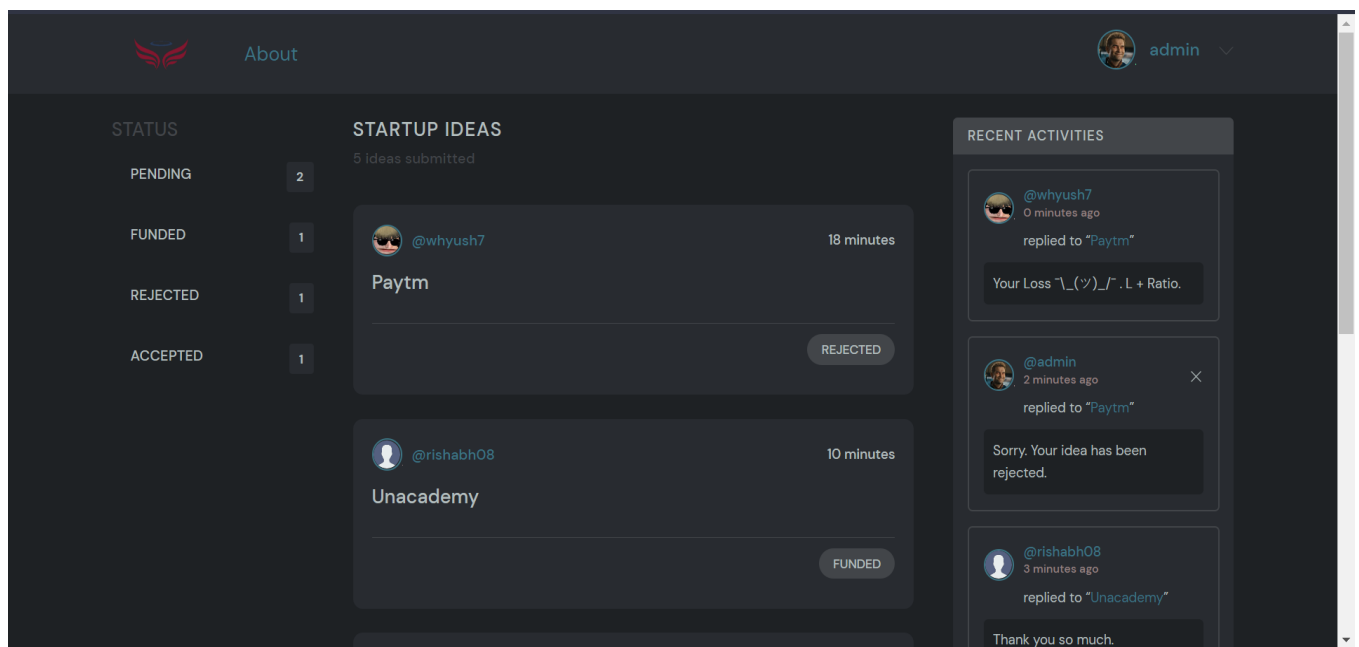 About
admin
STATUS
PENDING 2
FUNDED 1
REJECTED 1
ACCEPTED 1
STARTUP IDEAS
5 ideas submitted
@whyush7 18 minutes
Paytm
REJECTED
@rishabh08 10 minutes
Unacademy
FUNDED
RECENT ACTIVITIES
@whyush7
0 minutes ago
replied to “Paytm”
Your Loss ¯\_(ツ)_/¯ . L + Ratio.
@admin
2 minutes ago
replied to “Paytm”
Sorry. Your idea has been
rejected.
@rishabh08
3 minutes ago
replied to “Unacademy”
Thank you so much.